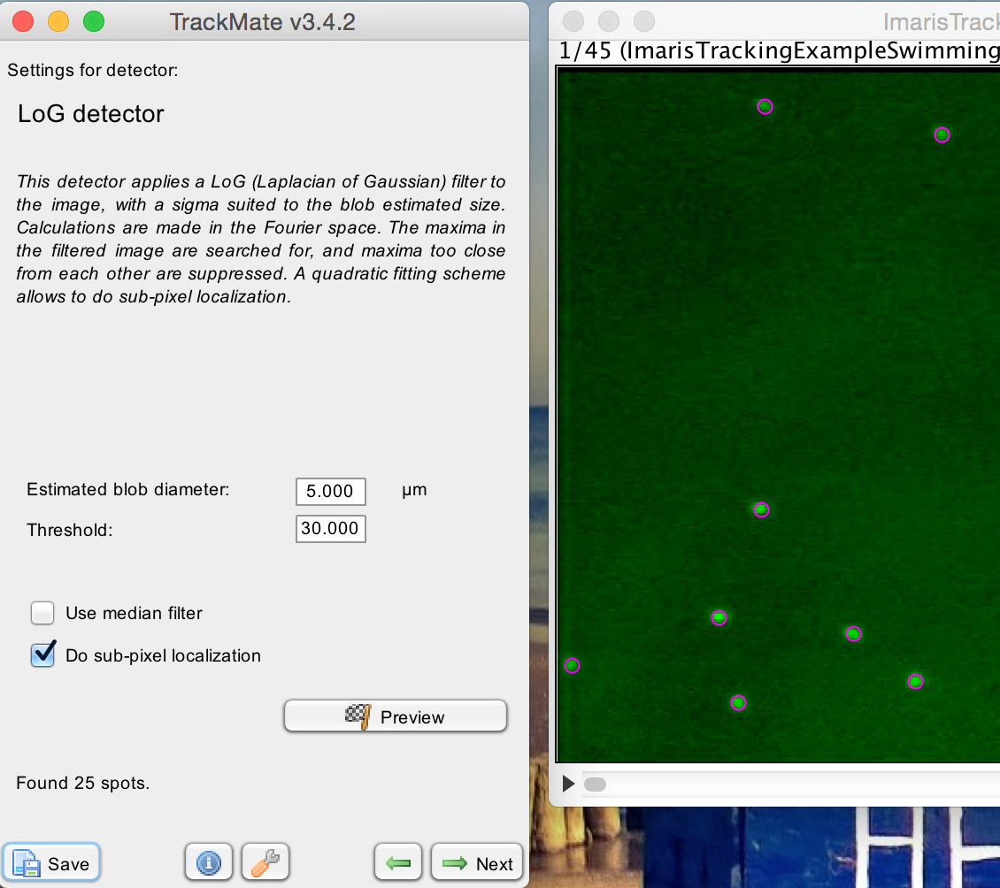 TrackMate v3.4.2
Settings for detector:
LoG detector
This detector applies a LoG (Laplacian of Gaussian) filter to
the image, with a sigma suited to the blob estimated size.
Calculations are made in the Fourier space. The maxima in
the filtered image are searched for, and maxima too close
from each other are suppressed. A quadratic fitting scheme
allows to do sub-pixel localization.
Estimated blob diameter: 5.000 µm
Threshold: 30.000
Use median filter
Do sub-pixel localization
Preview
Found 25 spots.
Save
Next
ImarisTrack
1/45 (ImarisTrackingExampleSwimming